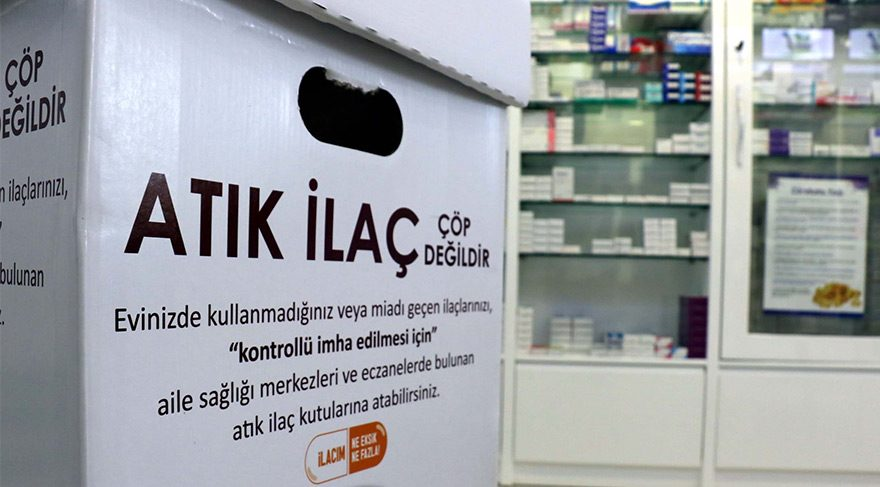 ÇÖP
DEĞİLDİR
ilaçlarınızı,
bulunan
ATIK İLAÇ ÇÖP DEĞİLDİR
Evinizde kullanmadığınız veya miadı geçen ilaçlarınızı,
"kontrollü imha edilmesi için"
aile sağlığı merkezleri ve eczanelerde bulunan
atık ilaç kutularına atabilirsiniz.
İLACIM NE EKSİK
NE FAZLA!